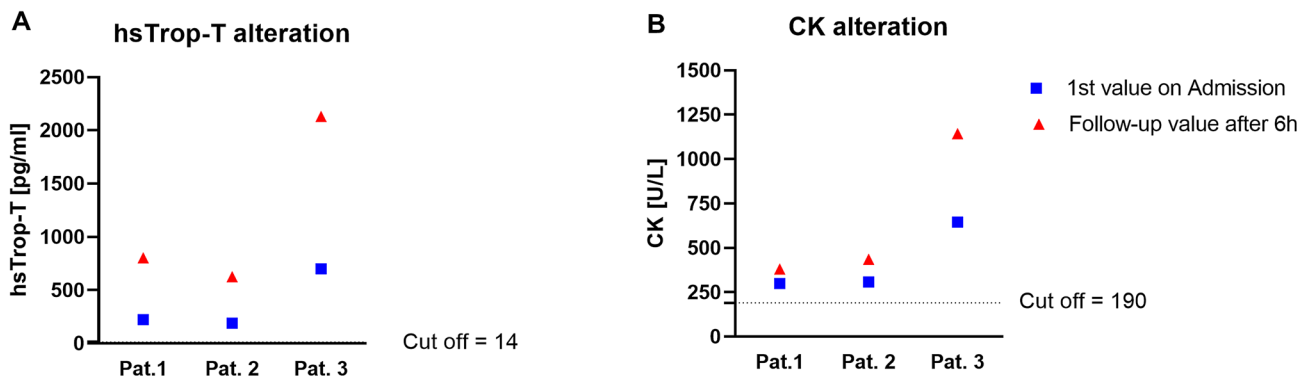 A
hsTrop-T alteration
hsTrop-T [pg/ml]
2500
2000
1500
1000
500
0
Pat.1 Pat. 2 Pat. 3
Cut off = 14
B
CK alteration
CK [U/L]
1500
1250
1000
750
500
250
0
Pat.1 Pat. 2 Pat. 3
Cut off = 190
1st value on Admission
Follow-up value after 6h